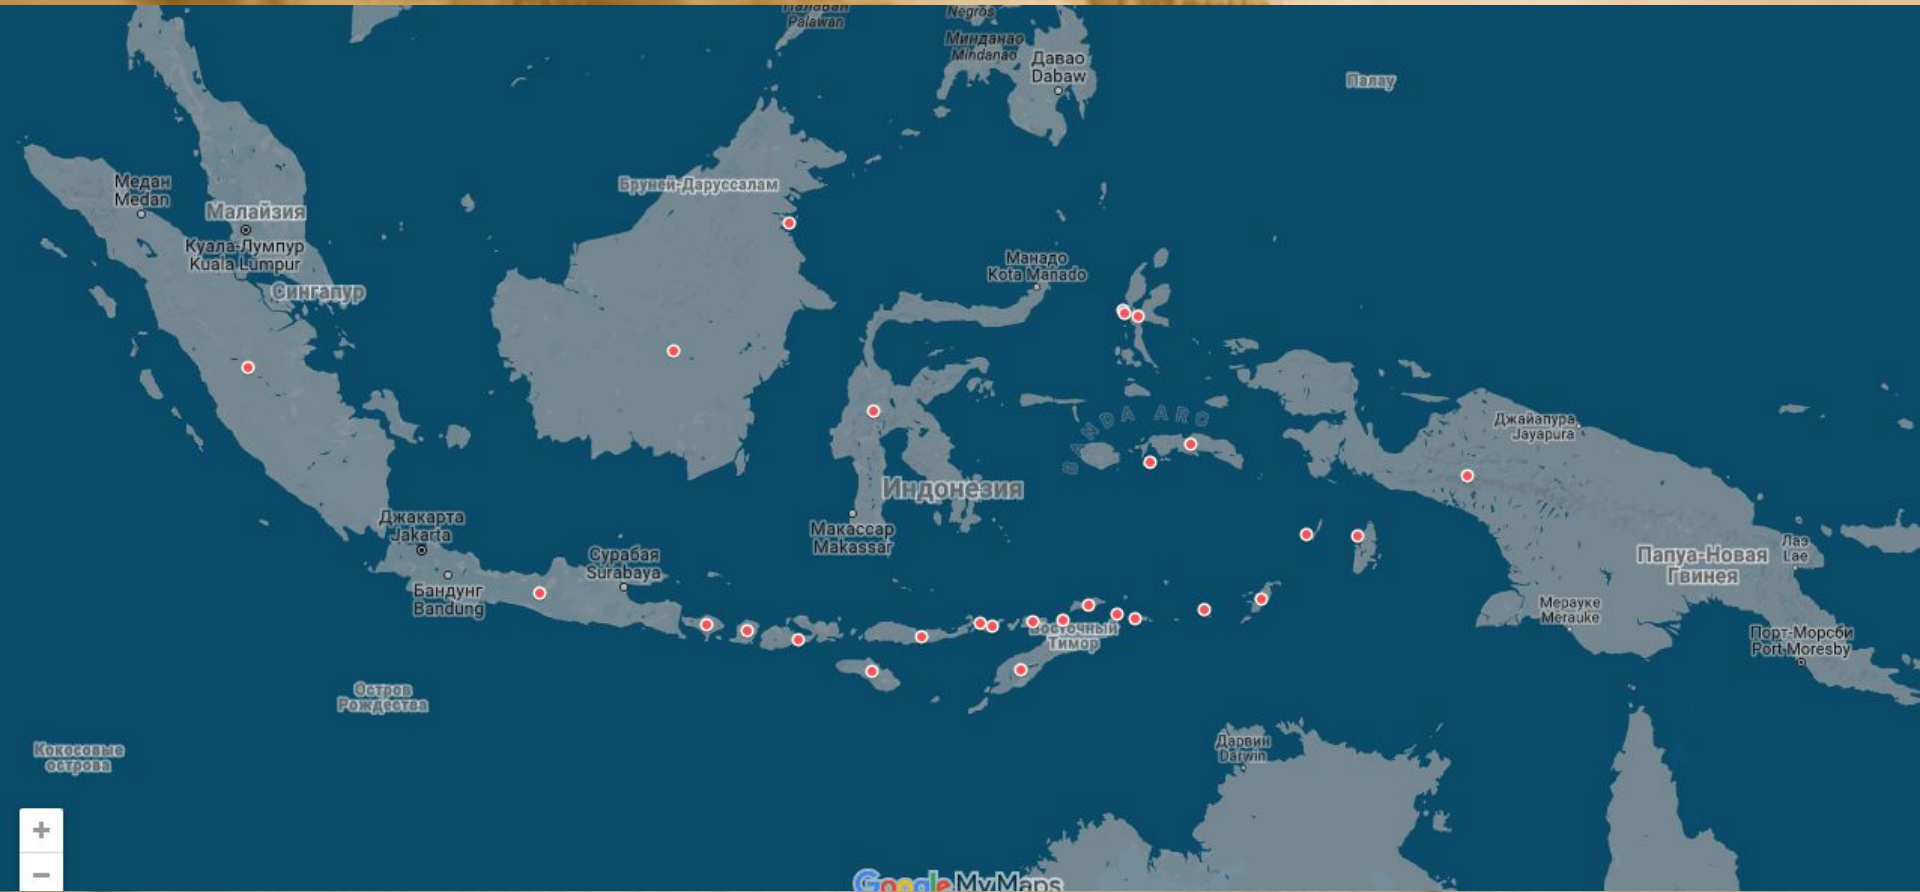 Палаван
Palawan
Negros
Минданао
Mindanao
Давао
Dabaw
Палау
Медан
Medan
Малайзия
Куала-Лумпур
Kuala Lumpur
Сингапур
Бруней-Даруссалам
Манадо
Kota Manado
BANDA ARC
Индонезия
Джайапура
Jayapura
Джакарта
Jakarta
Бандунг
Bandung
Сурабая
Surabaya
Макассар
Makassar
Папуа-Новая
Гвинея
Лаэ
Lae
Мерауке
Merauke
Порт-Морсби
Port Moresby
Восточный
Тимор
Остров
Рождества
Кокосовые
острова
Дарвин
Darwin
+
−
Google My Maps